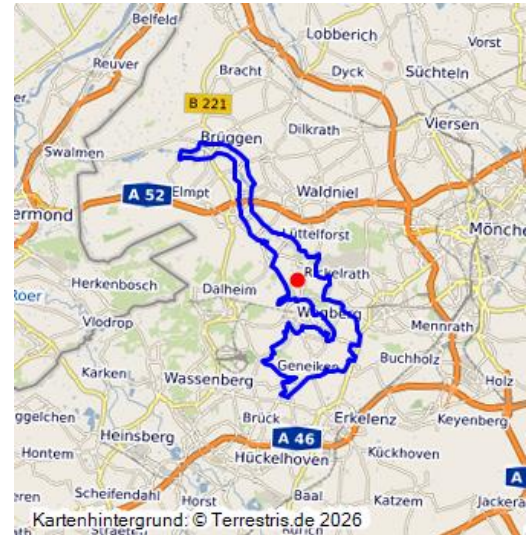 Belfeld
Lobberich
Vorst
Reuver
Bracht
Dyck
Süchteln
B 221
Viersen
Brüggen
Dilkrath
Swalmen
A 52
Elmpt
Waldniel
ermond
Mönche
Lüttelforst
Rickelrath
Roer
Herkenbosch
Dalheim
Wegberg
Vlodrop
Mennrath
Buchholz
Holz
Karken
Geneiken
Wassenberg
ggelchen
Brück
Erkelenz
Keyenberg
A 46
Heinsberg
Hontem
Hückelhoven
Kückhoven
A
Scheifendahl
Horst
Baal
Katzem
Jackera
Straeten
Rurich
Kartenhintergrund: © Terrestris.de 2026